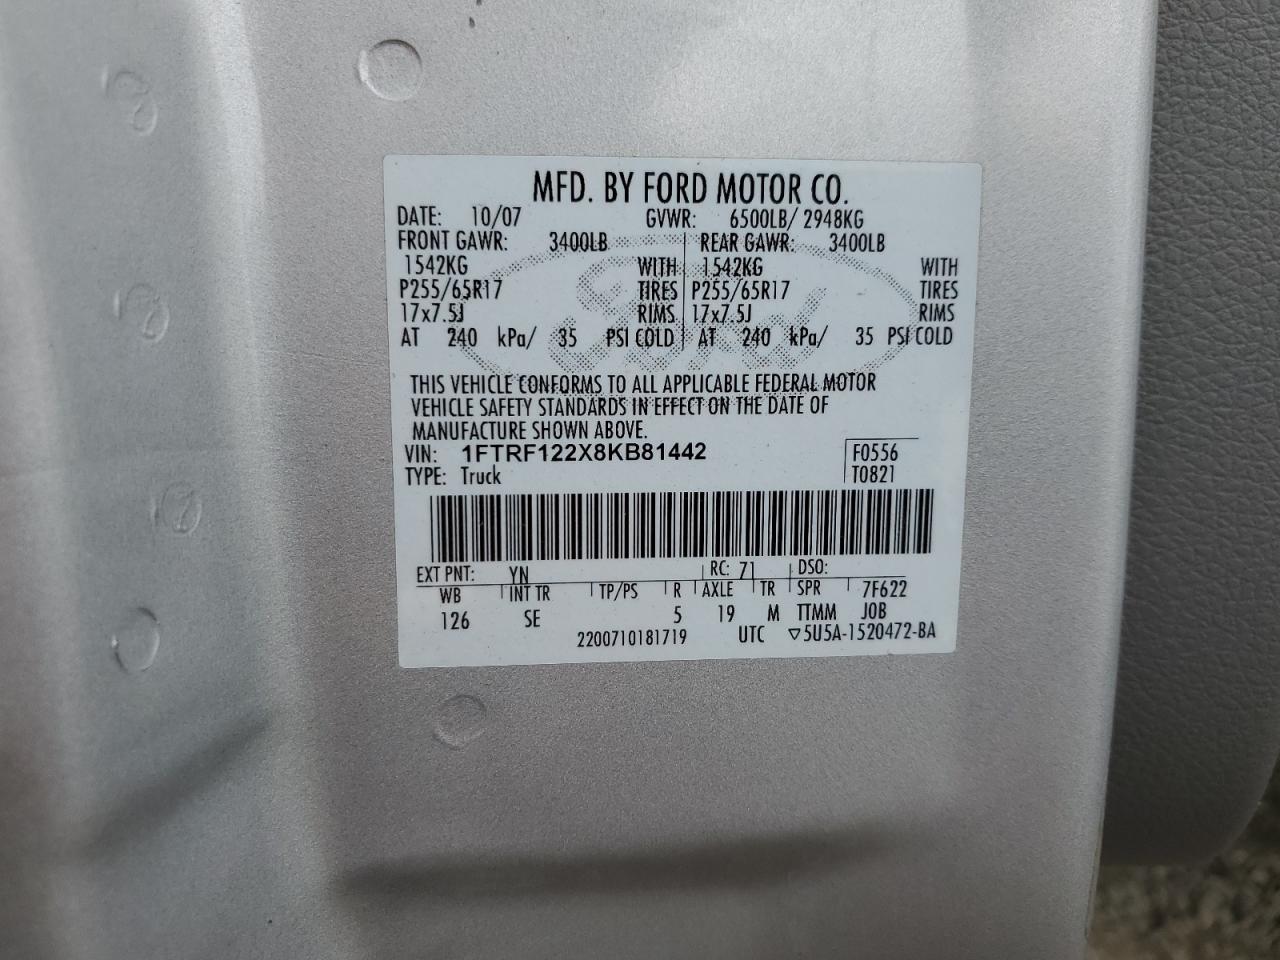 MFD. BY FORD MOTOR CO.
DATE: 10/07 GVWR: 6500LB/ 2948KG
FRONT GAWR: 3400LB REAR GAWR: 3400LB
1542KG WITH 1542KG WITH
P255/65R17 TIRES P255/65R17 TIRES
17x7.5J RIMS 17x7.5J RIMS
AT 240 kPa/ 35 PSI COLD AT 240 kPa/ 35 PSI COLD
THIS VEHICLE CONFORMS TO ALL APPLICABLE FEDERAL MOTOR
VEHICLE SAFETY STANDARDS IN EFFECT ON THE DATE OF
MANUFACTURE SHOWN ABOVE.
VIN: 1FTRF122X8KB81442 F0556
TYPE: Truck T0821
EXT PNT: YN RC: 71 DSO:
WB INT TR TP/PS R AXLE TR SPR 7F622
126 SE 5 19 M TTMM JOB
2200710181719 UTC ▽5U5A-1520472-BA
Ford